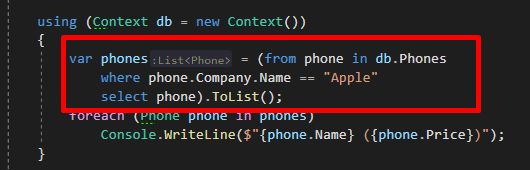 using (Context db = new Context())
{
var phones:List<Phone> = (from phone in db.Phones
where phone.Company.Name == "Apple"
select phone).ToList();
foreach (Phone phone in phones)
Console.WriteLine($"{phone.Name} ({phone.Price})");
}